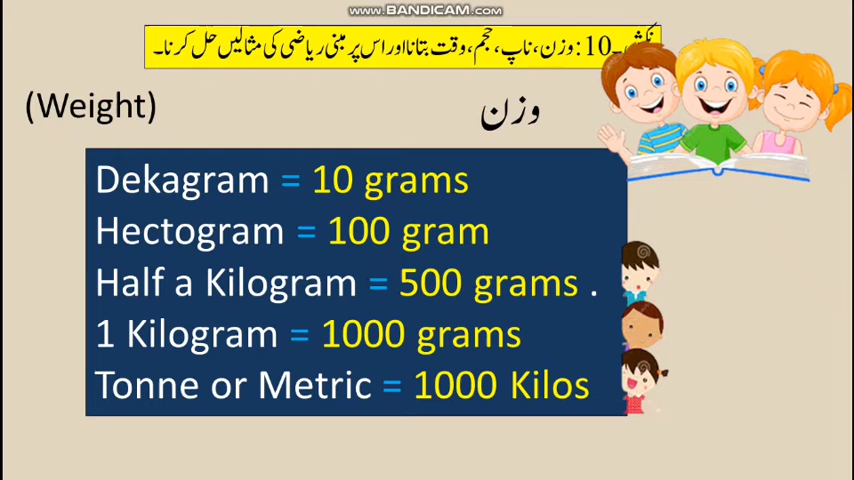 www.BANDICAM.com
10: وزن، ناپ، حجم، وقت بتانا اور اس پر مبنی ریاضی کی مثالیں حل کرنا۔
(Weight) وزن
Dekagram = 10 grams
Hectogram = 100 gram
Half a Kilogram = 500 grams .
1 Kilogram = 1000 grams
Tonne or Metric = 1000 Kilos